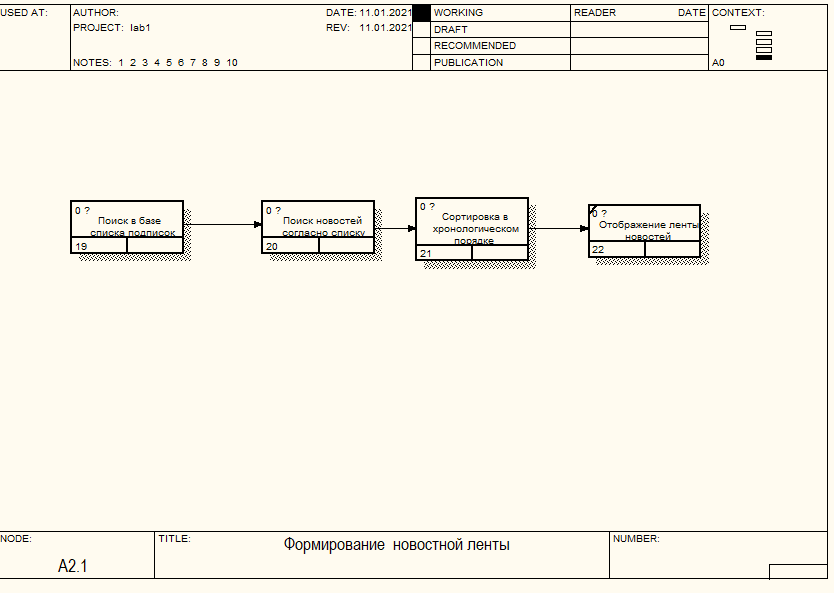 USED AT:
AUTHOR:
DATE: 11.01.2021
PROJECT: lab1
REV: 11.01.2021
NOTES: 1 2 3 4 5 6 7 8 9 10
WORKING
DRAFT
RECOMMENDED
PUBLICATION
READER
DATE
CONTEXT:
A0
0 ?
Поиск в базе
списка подписок
19
0 ?
Поиск новостей
согласно списку
20
0 ?
Сортировка в
хронологическом
порядке
21
0 ?
Отображение ленты
новостей
22
NODE:
A2.1
TITLE:
Формирование новостной ленты
NUMBER: